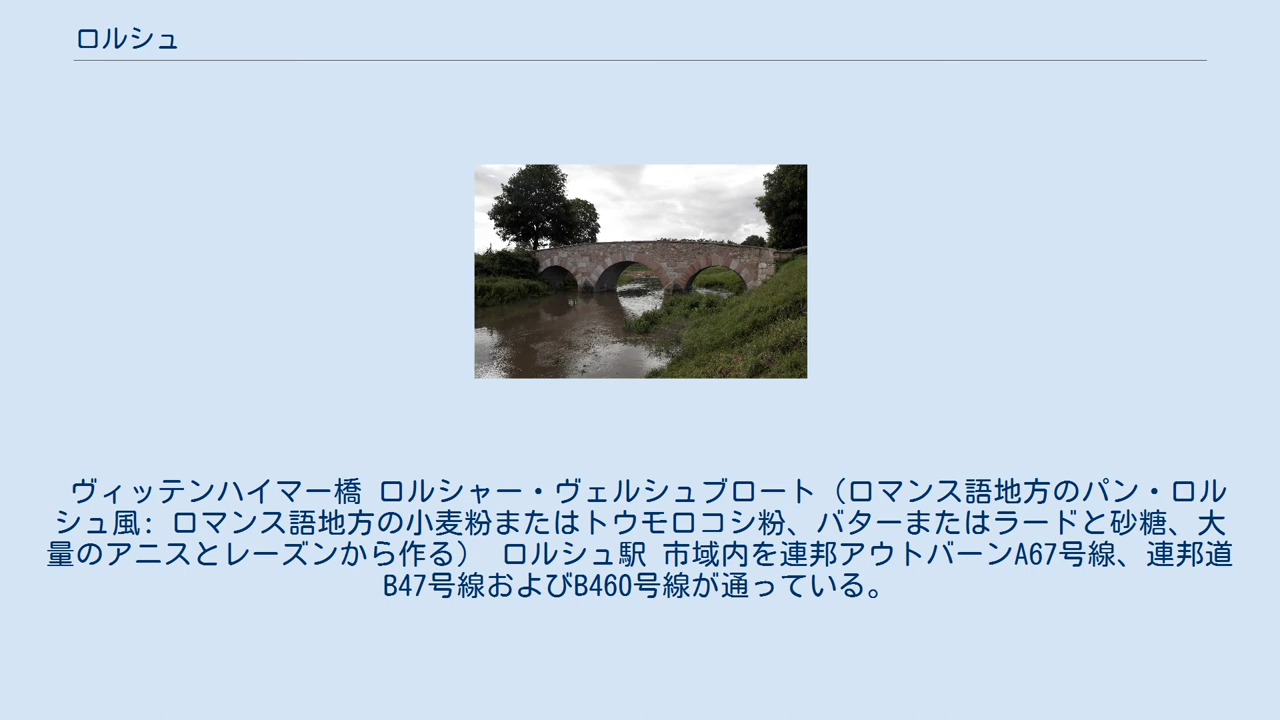 ロルシュ
ヴィッテンハイマー橋 ロルシャー・ヴェルシュブロート（ロマンス語地方のパン・ロル
シュ風: ロマンス語地方の小麦粉またはトウモロコシ粉、バターまたはラードと砂糖、大
量のアニスとレーズンから作る） ロルシュ駅 市域内を連邦アウトバーンA67号線、連邦道
B47号線およびB460号線が通っている。